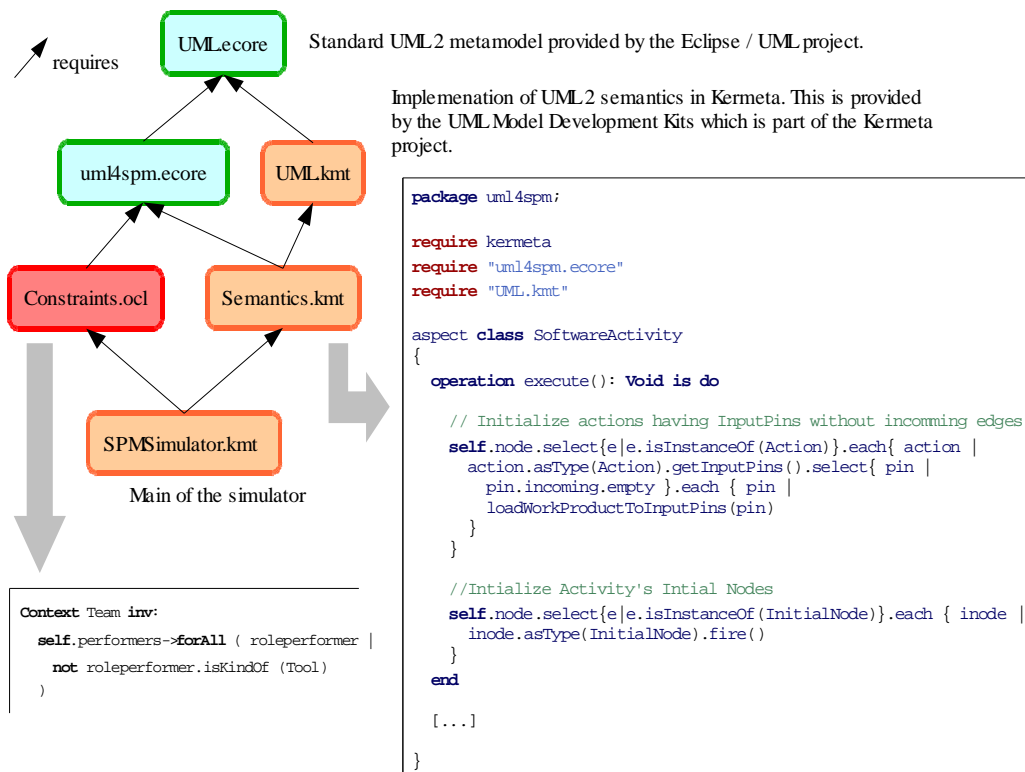 UML.ecore
Standard UML2 metamodel provided by the Eclipse / UML project.
requires
Implemenation of UML2 semantics in Kermeta. This is provided
by the UML Model Development Kits which is part of the Kermeta
project.
uml4spm.ecore
UML.kmt
Constraints.ocl
Semantics.kmt
SPMSimulator.kmt
Main of the simulator
Context Team inv:
self.performers->forAll ( roleperformer |
not roleperformer.isKindOf (Tool)
)
package uml4spm;
require kermeta
require "uml4spm.ecore"
require "UML.kmt"
aspect class SoftwareActivity
{
operation execute(): Void is do
// Initialize actions having InputPins without incomming edges
self.node.select{e|e.isInstanceOf(Action)}.each{ action |
action.asType(Action).getInputPins().select{ pin |
pin.incoming.empty }.each { pin |
loadWorkProductToInputPins(pin)
}
}
//Intialize Activity's Intial Nodes
self.node.select{e|e.isInstanceOf(InitialNode)}.each { inode |
inode.asType(InitialNode).fire()
}
end
[...]
}